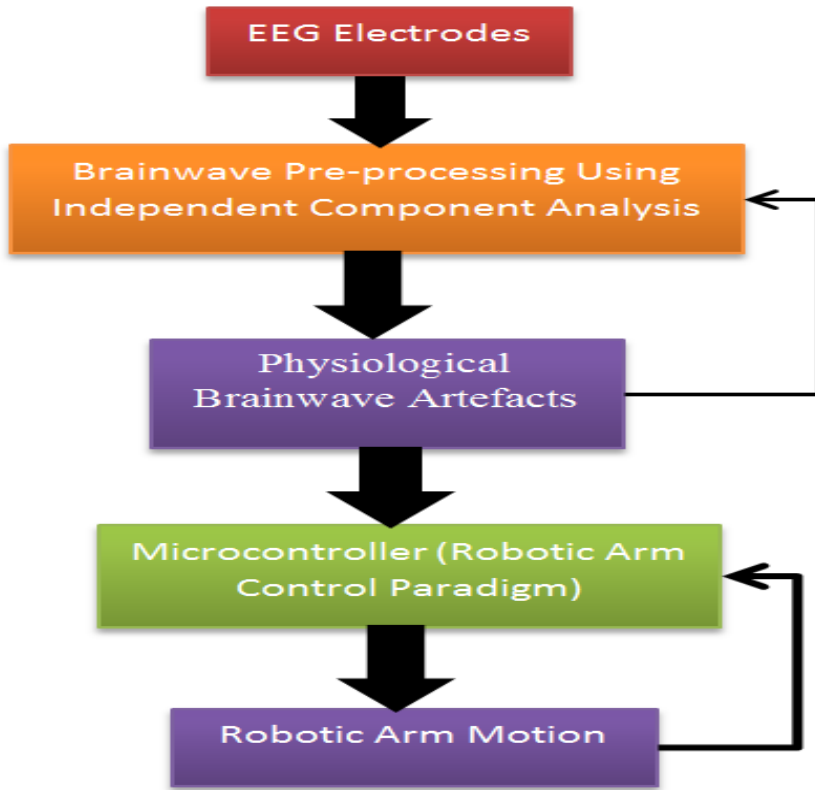 EEG Electrodes
Brainwave Pre-processing Using
Independent Component Analysis
Physiological
Brainwave Artefacts
Microcontroller (Robotic Arm
Control Paradigm)
Robotic Arm Motion